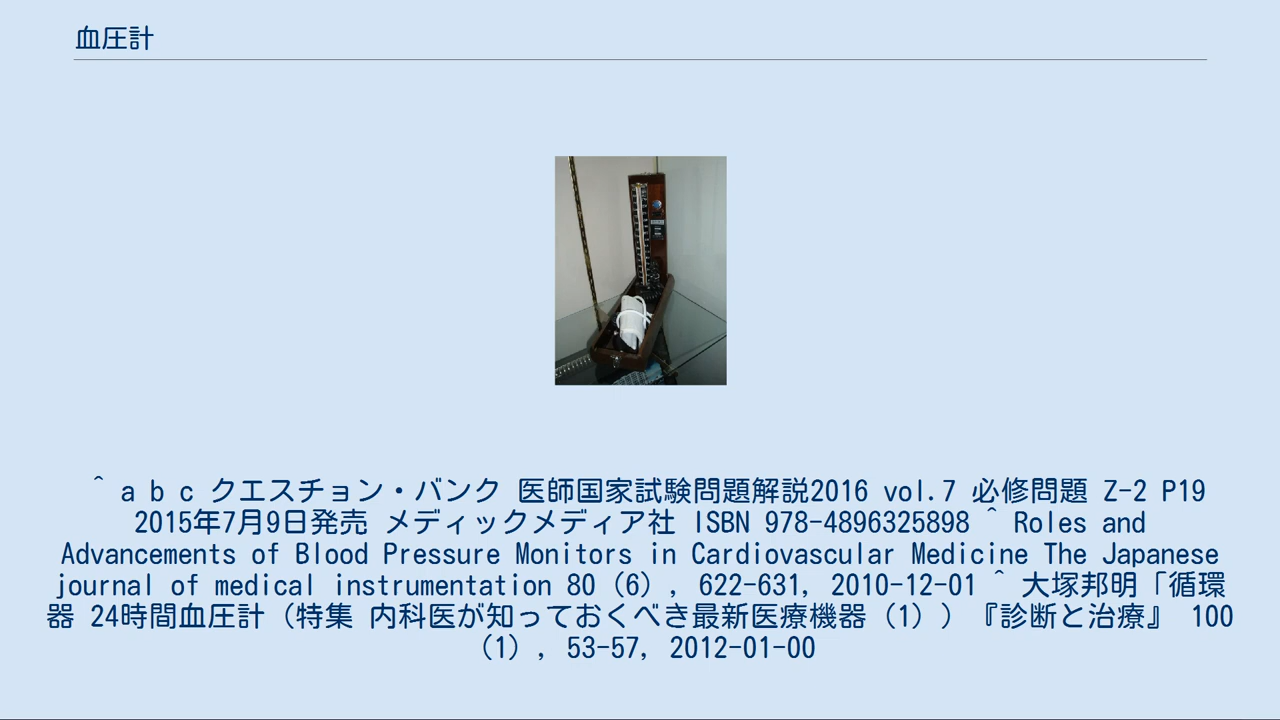 血圧計
^ a b c クエスチョン・バンク 医師国家試験問題解説2016 vol.7 必修問題 Z-2 P19
2015年7月9日発売 メディックメディア社 ISBN 978-4896325898 ^ Roles and
Advancements of Blood Pressure Monitors in Cardiovascular Medicine The Japanese
journal of medical instrumentation 80（6）, 622-631, 2010-12-01 ^ 大塚邦明「循環
器 24時間血圧計（特集 内科医が知っておくべき最新医療機器（1））『診断と治療』 100
（1）, 53-57, 2012-01-00